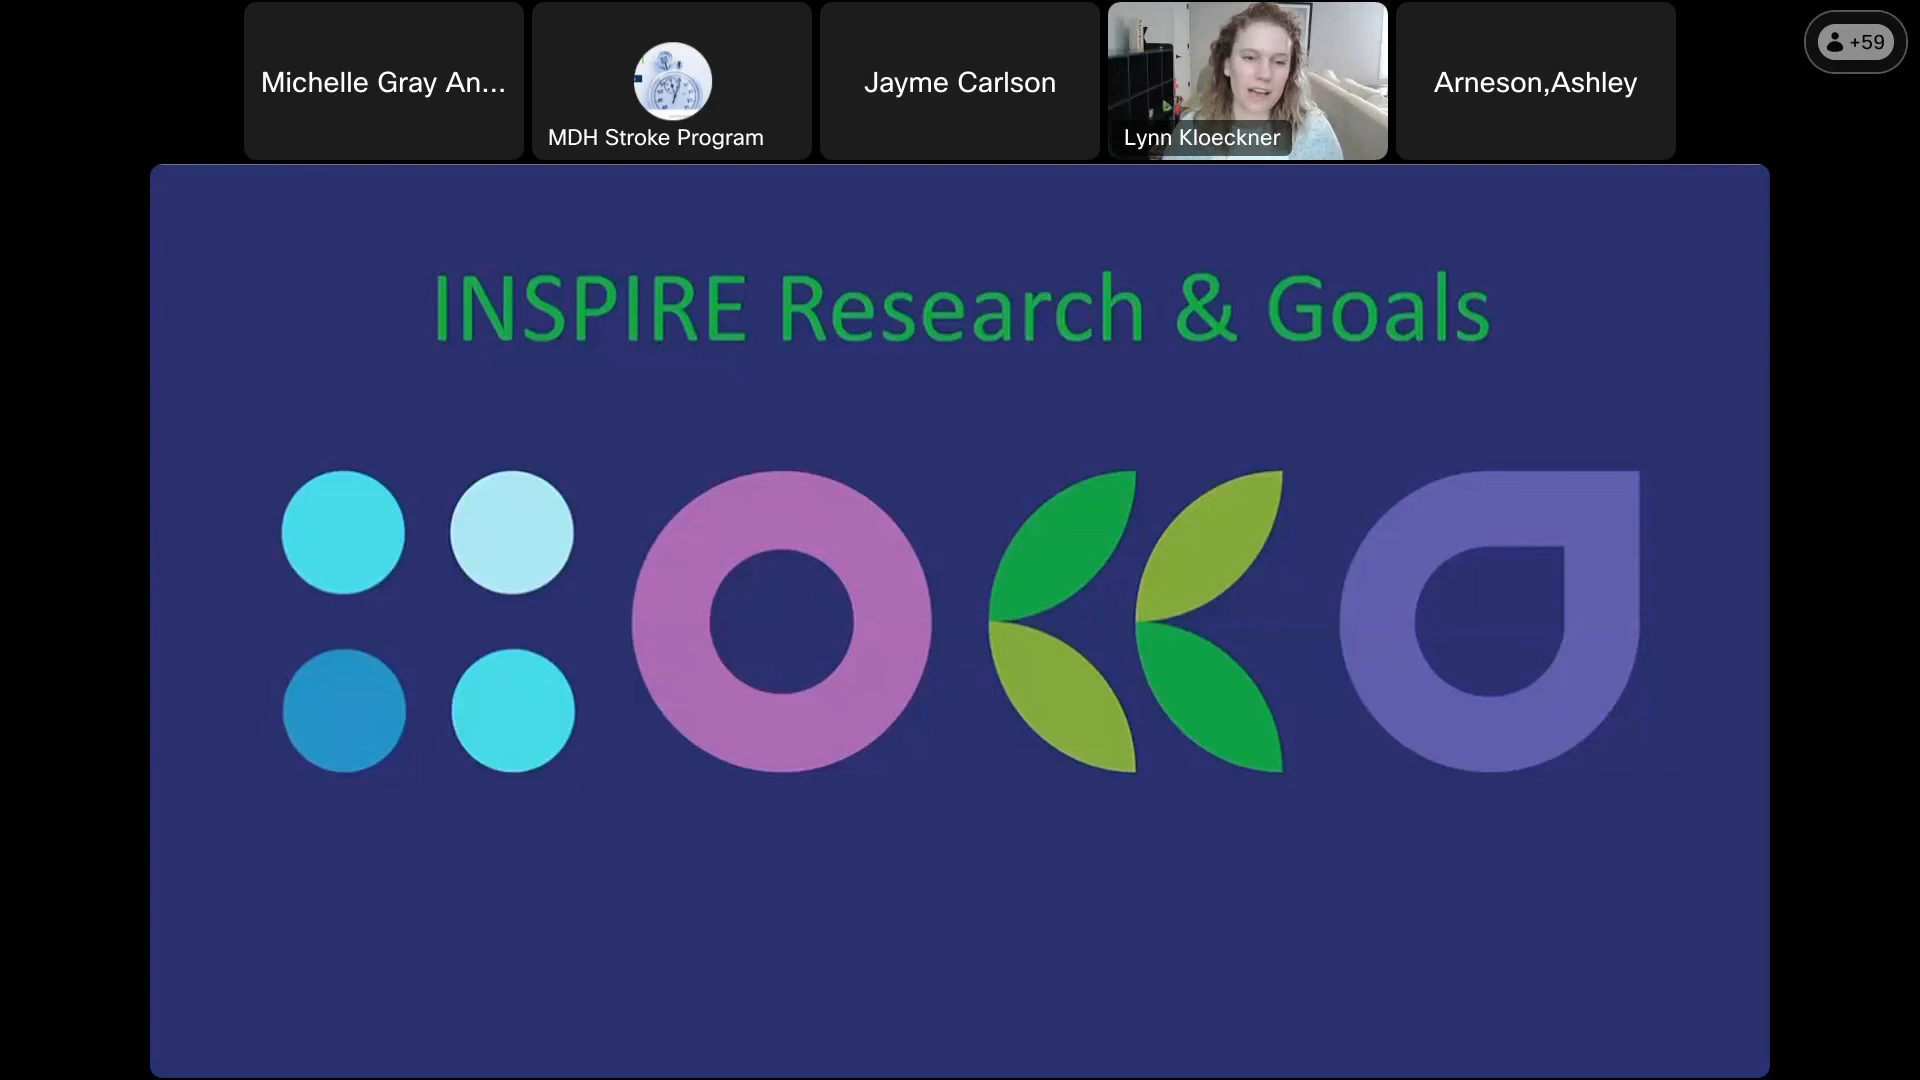 Michelle Gray An...
MDH Stroke Program
Jayme Carlson
Lynn Kloeckner
Arneson,Ashley
+59
INSPIRE Research & Goals